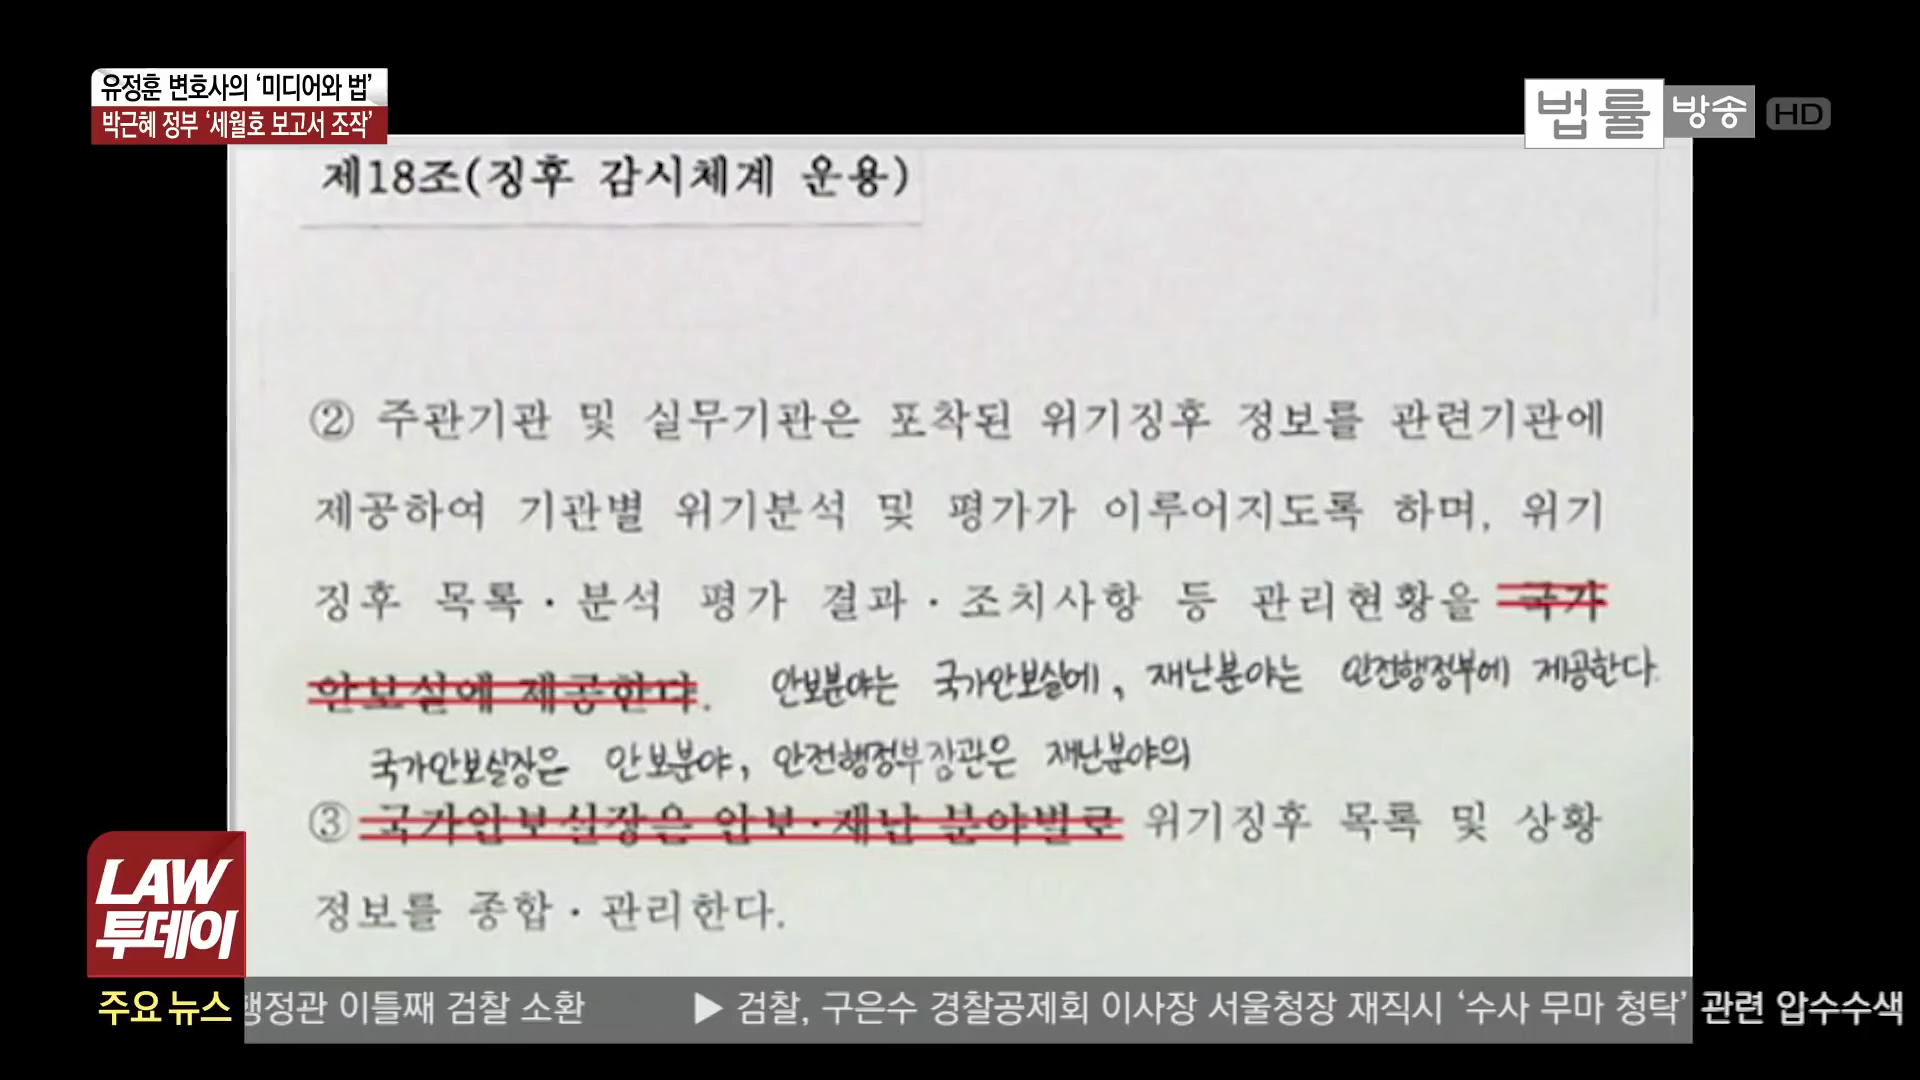 유정훈 변호사의 ‘미디어와 법’
박근혜 정부 ‘세월호 보고서 조작’
법률방송 HD
제18조(징후 감시체계 운용)
② 주관기관 및 실무기관은 포착된 위기징후 정보를 관련기관에
제공하여 기관별 위기분석 및 평가가 이루어지도록 하며, 위기
징후 목록·분석 평가 결과·조치사항 등 관리현황을 국가
안보실에 제공한다. 안보분야는 국가안보실에, 재난분야는 안전행정부에 제공한다.
국가안보실장은 안보분야, 안전행정부장관은 재난분야의
③ 국가안보실장은 안보·재난 분야별로 위기징후 목록 및 상황
정보를 종합·관리한다.
LAW
투데이
주요뉴스 행정관 이틀째 검찰 소환 ▶ 검찰, 구은수 경찰공제회 이사장 서울청장 재직시 ‘수사 무마 청탁’ 관련 압수수색